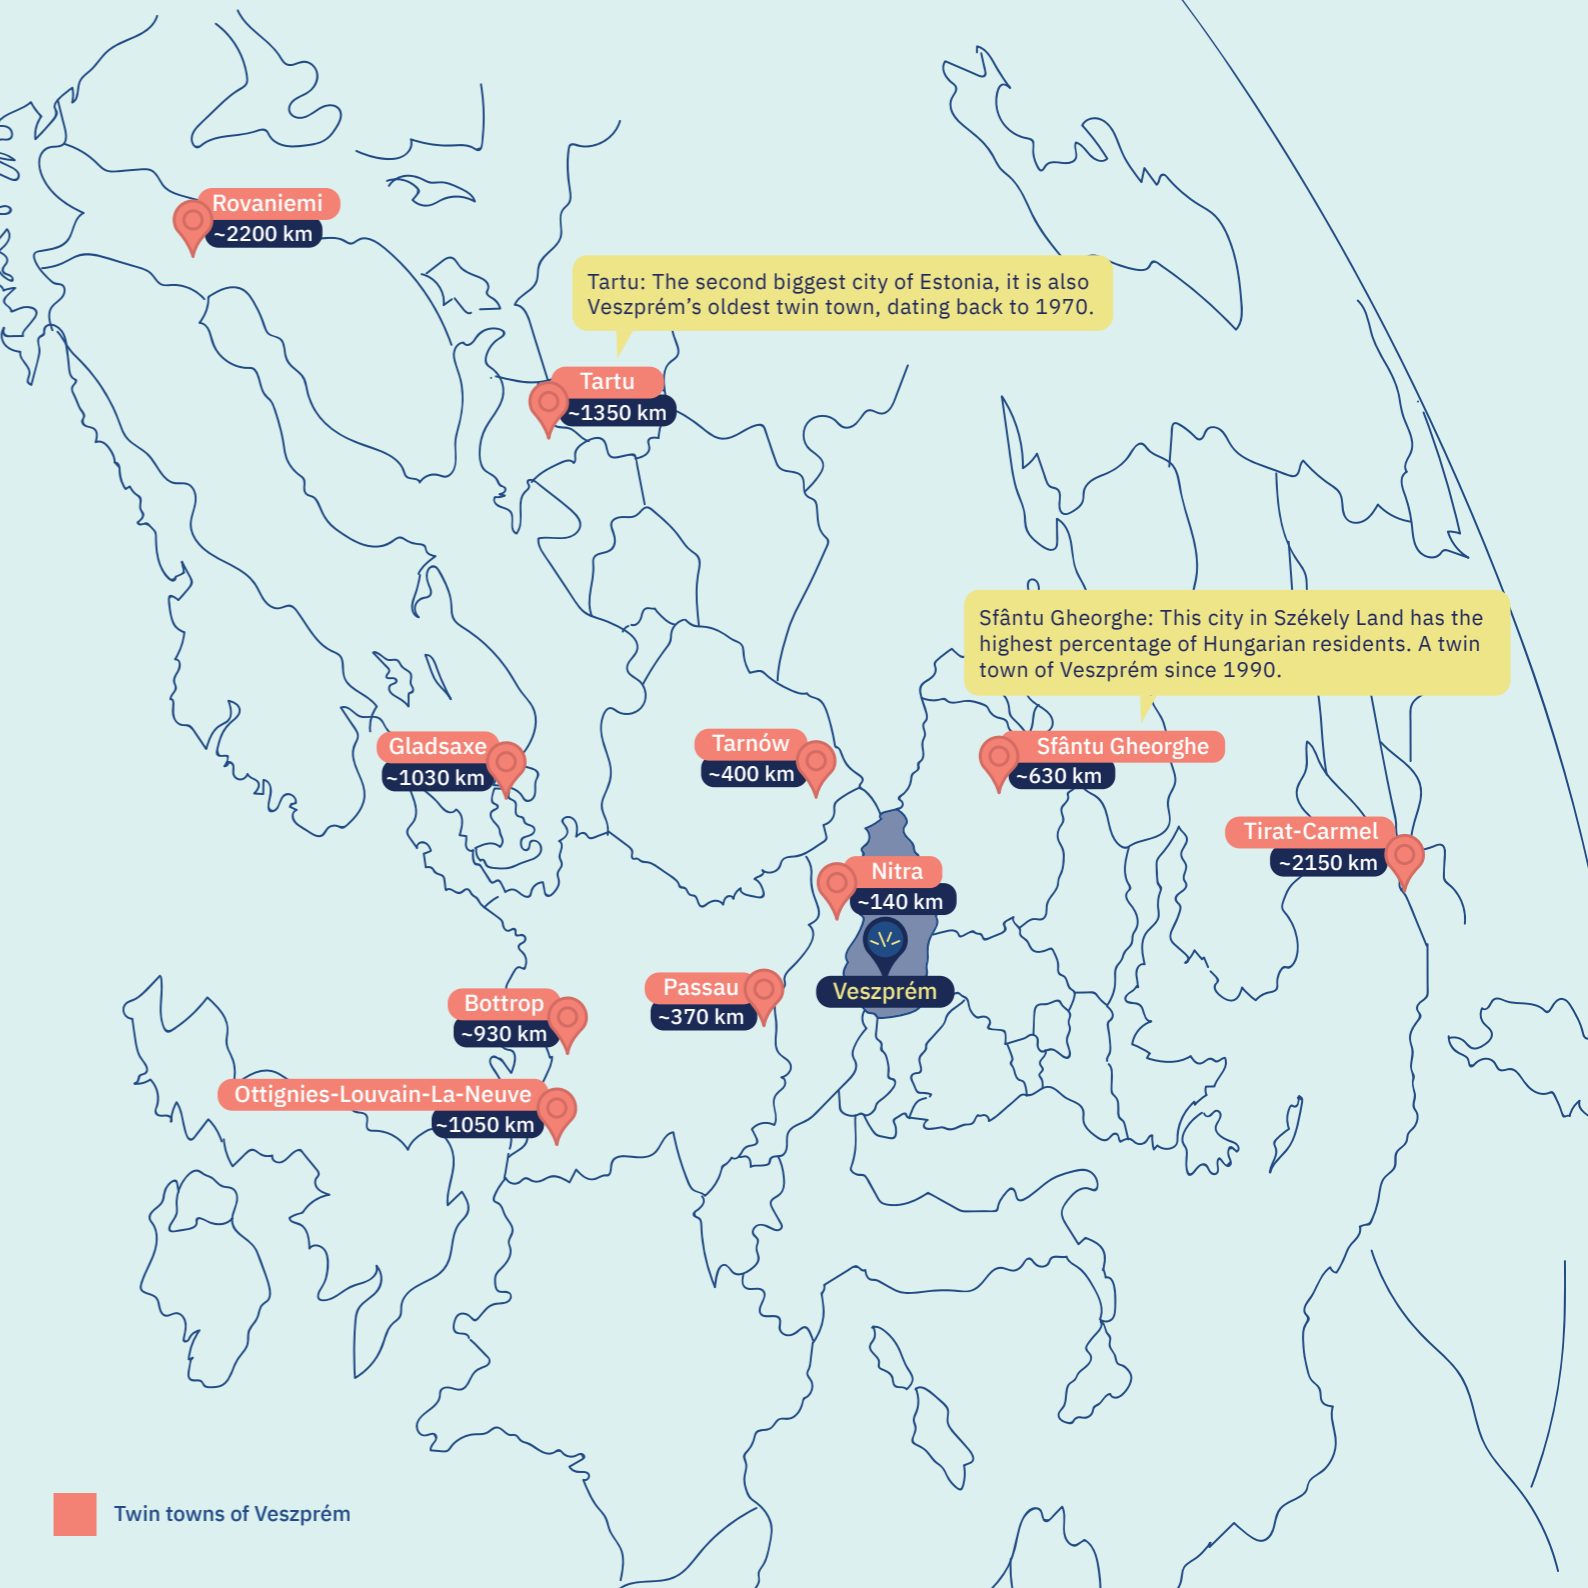 Rovaniemi
~2200 km
Tartu: The second biggest city of Estonia, it is also
Veszprém’s oldest twin town, dating back to 1970.
Tartu
~1350 km
Sfântu Gheorghe: This city in Székely Land has the
highest percentage of Hungarian residents. A twin
town of Veszprém since 1990.
Gladsaxe
~1030 km
Tarnów
~400 km
Sfântu Gheorghe
~630 km
Tirat-Carmel
~2150 km
Nitra
~140 km
Veszprém
Passau
~370 km
Bottrop
~930 km
Ottignies-Louvain-La-Neuve
~1050 km
Twin towns of Veszprém